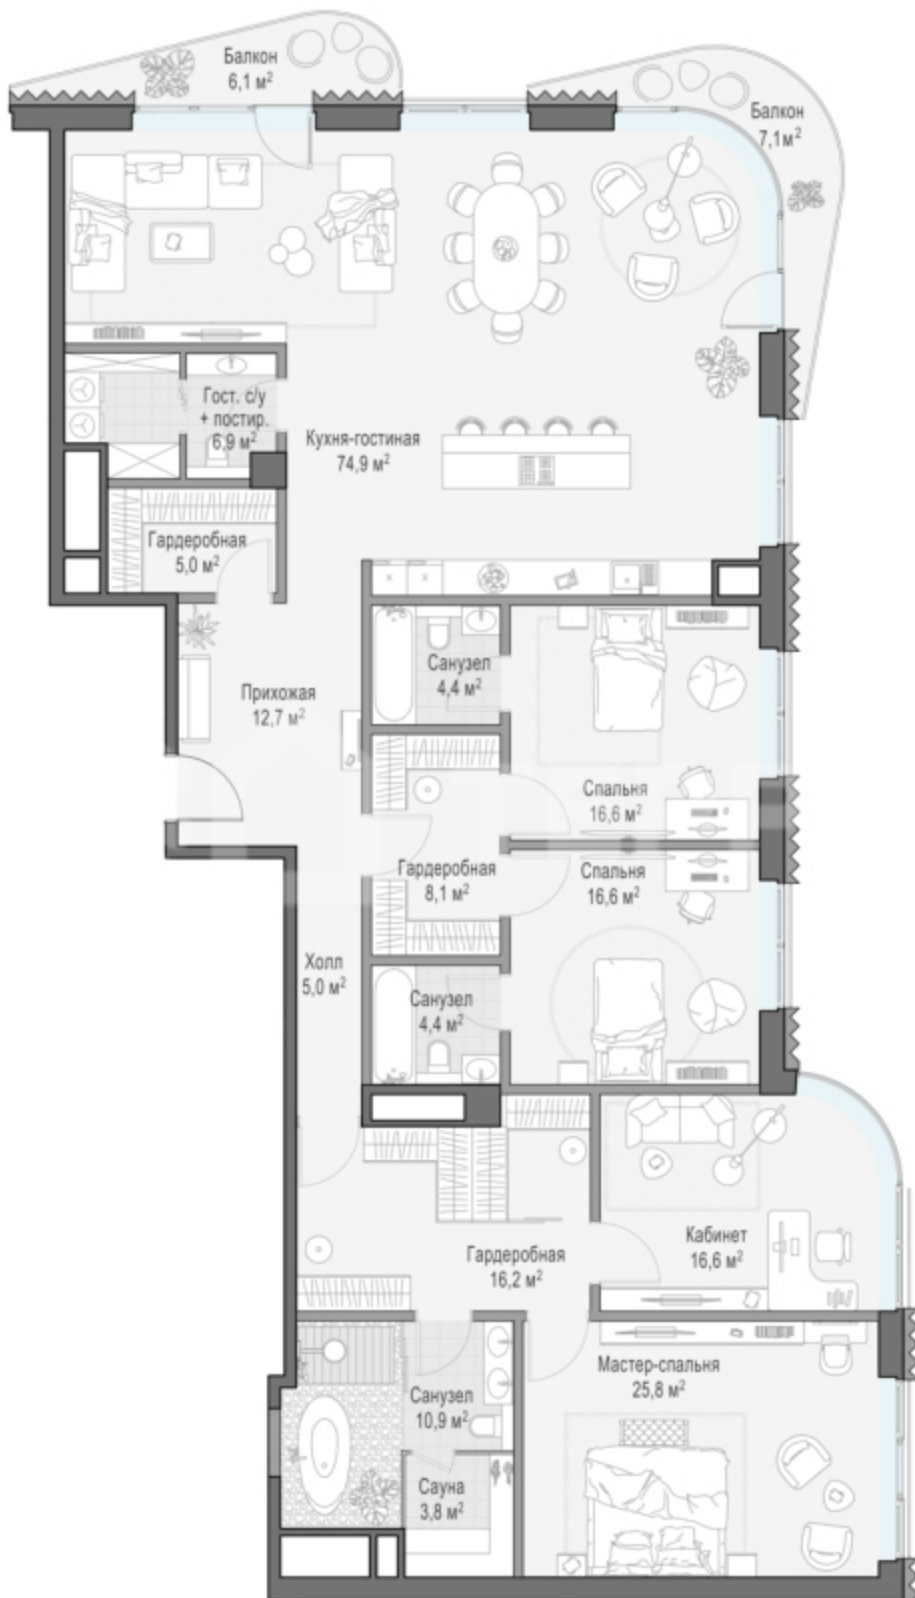 Балкон
6,1 м²
Балкон
7,1м²
Гост. с/у
+ постир.
6,9 м²
Кухня-гостиная
74,9 м²
Гардеробная
5,0 м²
Санузел
4,4 м²
Прихожая
12,7 м²
Спальня
16,6 м²
Гардеробная
8,1 м²
Спальня
16,6 м²
Холл
5,0 м²
Санузел
4,4 м²
Кабинет
16,6 м²
Гардеробная
16,2 м²
Мастер-спальня
25,8 м²
Санузел
10,9 м²
Сауна
3,8 м²